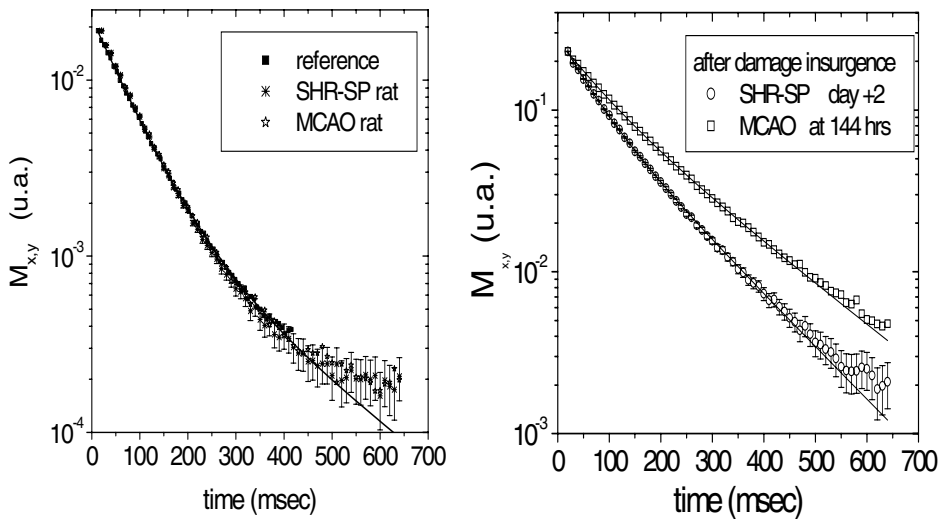 reference
SHR-SP rat
MCAO rat
10⁻²
10⁻³
10⁻⁴
M x,y (u.a.)
0 100 200 300 400 500 600 700
time (msec)
after damage insurgence
SHR-SP day +2
MCAO at 144 hrs
10⁻¹
10⁻²
10⁻³
M x,y (u.a.)
0 100 200 300 400 500 600 700
time (msec)